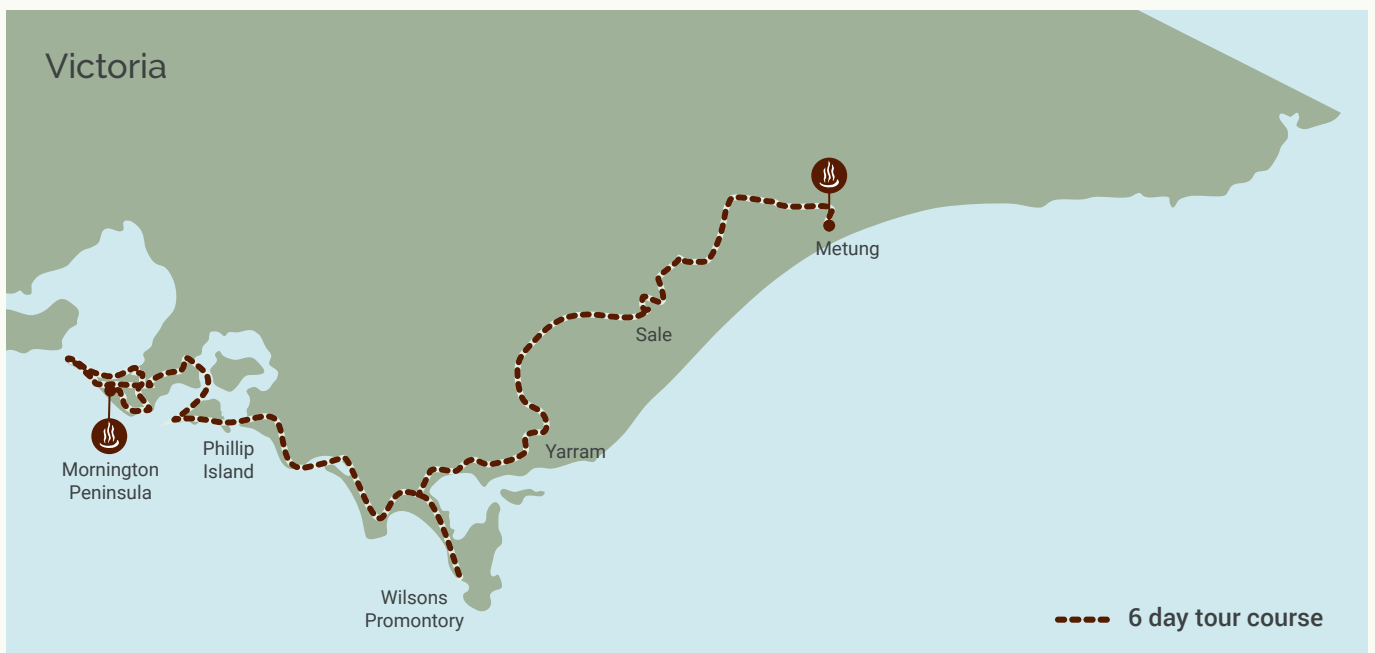 Victoria
Metung
Sale
Yarram
Phillip
Island
Mornington
Peninsula
Wilsons
Promontory
6 day tour course